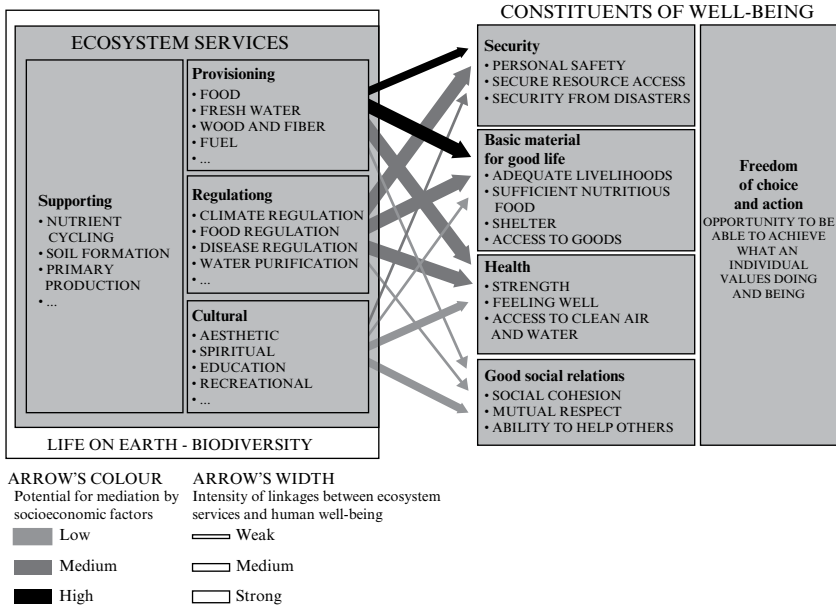 CONSTITUENTS OF WELL-BEING
ECOSYSTEM SERVICES
Supporting
• NUTRIENT
CYCLING
• SOIL FORMATION
• PRIMARY
PRODUCTION
• ...
Provisioning
• FOOD
• FRESH WATER
• WOOD AND FIBER
• FUEL
• ...
Regulationg
• CLIMATE REGULATION
• FOOD REGULATION
• DISEASE REGULATION
• WATER PURIFICATION
• ...
Cultural
• AESTHETIC
• SPIRITUAL
• EDUCATION
• RECREATIONAL
• ...
LIFE ON EARTH - BIODIVERSITY
Security
• PERSONAL SAFETY
• SECURE RESOURCE ACCESS
• SECURITY FROM DISASTERS
Basic material
for good life
• ADEQUATE LIVELIHOODS
• SUFFICIENT NUTRITIOUS
FOOD
• SHELTER
• ACCESS TO GOODS
Health
• STRENGTH
• FEELING WELL
• ACCESS TO CLEAN AIR
AND WATER
Good social relations
• SOCIAL COHESION
• MUTUAL RESPECT
• ABILITY TO HELP OTHERS
Freedom
of choice
and action
OPPORTUNITY TO BE
ABLE TO ACHIEVE
WHAT AN
INDIVIDUAL
VALUES DOING
AND BEING
ARROW'S COLOUR
Potential for mediation by
socioeconomic factors
Low
Medium
High
ARROW'S WIDTH
Intensity of linkages between ecosystem
services and human well-being
Weak
Medium
Strong